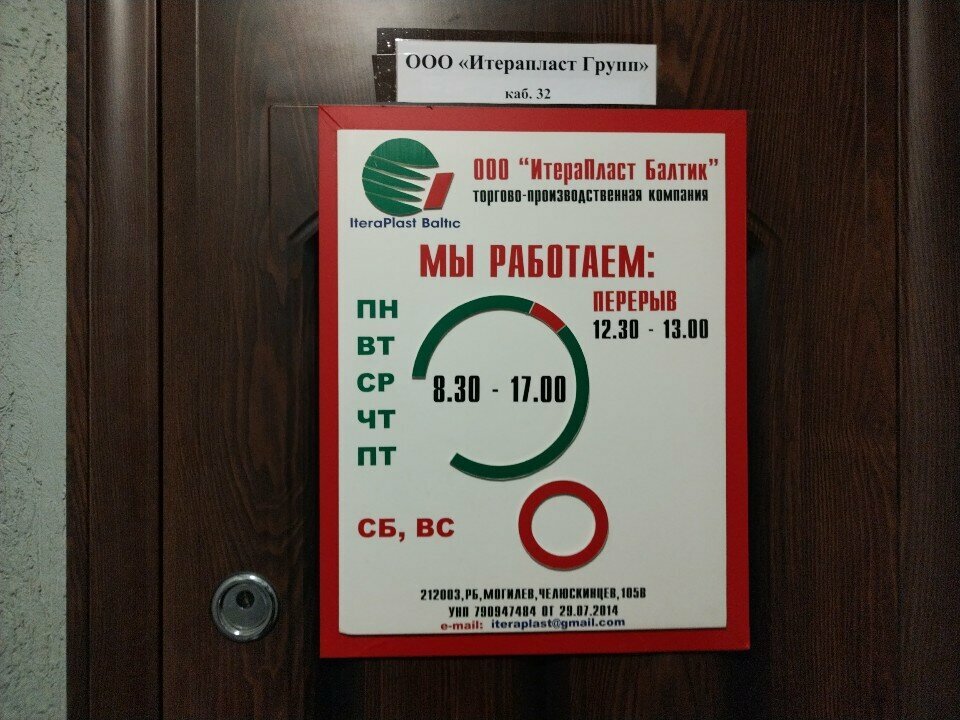 ООО «Итерапласт Групп»
каб. 32
ООО "ИтераПласт Балтик"
торгово-производственная компания
IteraPlast Baltic
МЫ РАБОТАЕМ:
ПН
ВТ
СР
ЧТ
ПТ
8.30 - 17.00
ПЕРЕРЫВ
12.30 - 13.00
СБ, ВС
212003,РБ,МОГИЛЕВ,ЧЕЛЮСКИНЦЕВ,105В
УНП 790947484 ОТ 29.07.2014
e-mail: iteraplast@gmail.com